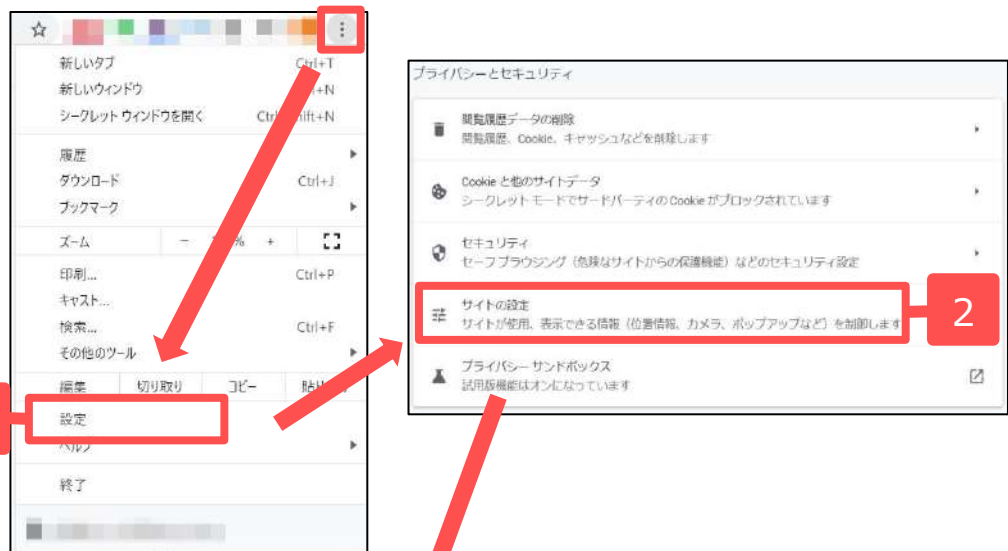 新しいタブ Ctrl+T
新しいウィンドウ +N
シークレット ウィンドウを開く Ctrl hift+N
履歴
ダウンロード Ctrl+J
ブックマーク
ズーム − % +
印刷... Ctrl+P
キャスト...
検索... Ctrl+F
その他のツール
編集 切り取り コピー 貼り
設定
ヘルプ
終了
プライバシーとセキュリティ
閲覧履歴データの削除
閲覧履歴、Cookie、キャッシュなどを削除します
Cookie と他のサイトデータ
シークレット モードでサードパーティの Cookie がブロックされています
セキュリティ
セーフ ブラウジング（危険なサイトからの保護機能）などのセキュリティ設定
サイトの設定
サイトが使用、表示できる情報（位置情報、カメラ、ポップアップなど）を制御します
2
プライバシー サンドボックス
試用版機能はオンになっています